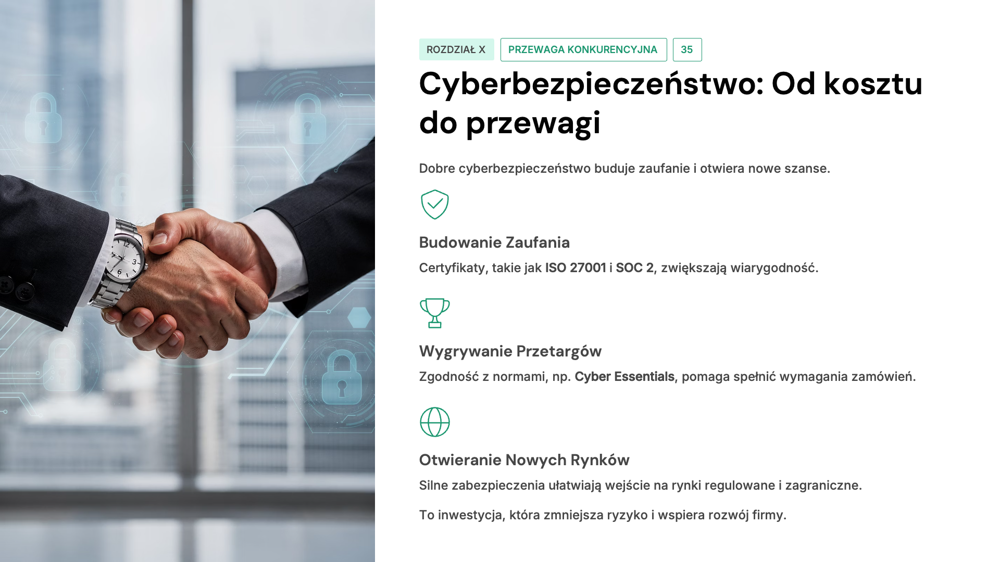 ROZDZIAŁ X PRZEWAGA KONKURENCYJNA 35
Cyberbezpieczeństwo: Od kosztu
do przewagi
Dobre cyberbezpieczeństwo buduje zaufanie i otwiera nowe szanse.
Budowanie Zaufania
Certyfikaty, takie jak ISO 27001 i SOC 2, zwiększają wiarygodność.
Wygrywanie Przetargów
Zgodność z normami, np. Cyber Essentials, pomaga spełnić wymagania zamówień.
Otwieranie Nowych Rynków
Silne zabezpieczenia ułatwiają wejście na rynki regulowane i zagraniczne.
To inwestycja, która zmniejsza ryzyko i wspiera rozwój firmy.
12
3
6